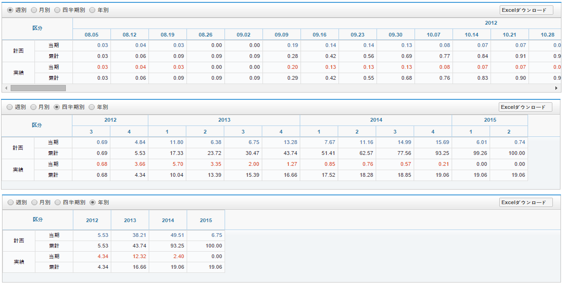 週別 月別 四半期別 年別 Excelダウンロード
区分 2012
08.05 08.12 08.19 08.26 09.02 09.09 09.16 09.23 09.30 10.07 10.14 10.21 10.28
計画 当期 0.03 0.04 0.03 0.00 0.00 0.19 0.14 0.14 0.13 0.08 0.07 0.07 0.0
累計 0.03 0.06 0.09 0.09 0.09 0.28 0.42 0.56 0.69 0.77 0.84 0.91 0.9
実績 当期 0.03 0.04 0.03 0.00 0.00 0.20 0.13 0.13 0.13 0.08 0.07 0.07 0.0
累計 0.03 0.06 0.09 0.09 0.09 0.29 0.42 0.55 0.68 0.76 0.83 0.90 0.9
週別 月別 四半期別 年別 Excelダウンロード
区分 2012 2013 2014 2015
3 4 1 2 3 4 1 2 3 4 1 2
計画 当期 0.69 4.84 11.80 6.38 6.75 13.28 7.67 11.16 14.99 15.69 6.01 0.74
累計 0.69 5.53 17.33 23.72 30.47 43.74 51.41 62.57 77.56 93.25 99.26 100.00
実績 当期 0.68 3.66 5.70 3.35 2.00 1.27 0.85 0.76 0.57 0.21 0.00 0.00
累計 0.68 4.34 10.04 13.39 15.39 16.66 17.52 18.28 18.85 19.06 19.06 19.06
週別 月別 四半期別 年別 Excelダウンロード
区分 2012 2013 2014 2015
計画 当期 5.53 38.21 49.51 6.75
累計 5.53 43.74 93.25 100.00
実績 当期 4.34 12.32 2.40 0.00
累計 4.34 16.66 19.06 19.06